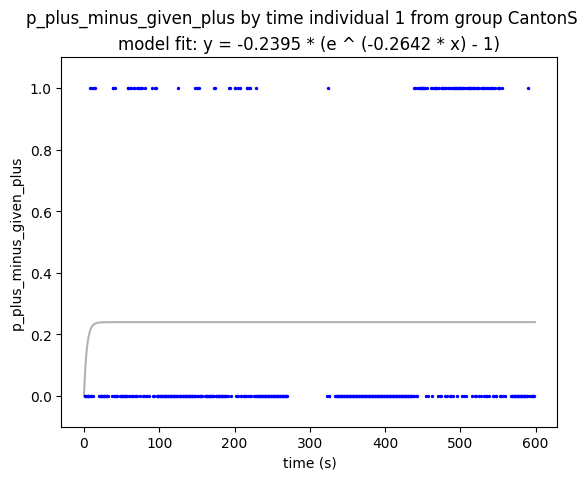 p_plus_minus_given_plus by time individual 1 from group CantonS
model fit: y = -0.2395 * (e ^ (-0.2642 * x) - 1)
p_plus_minus_given_plus
1.0
0.8
0.6
0.4
0.2
0.0
0 100 200 300 400 500 600
time (s)